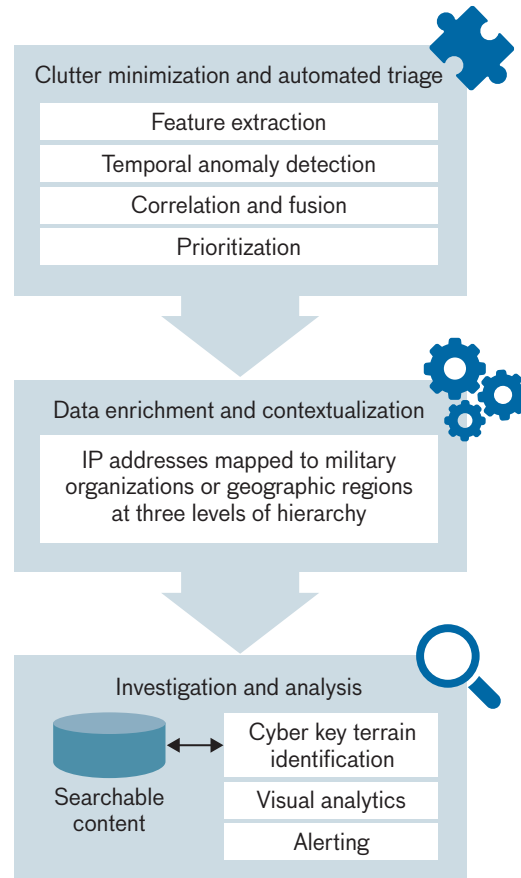 Clutter minimization and automated triage
Feature extraction
Temporal anomaly detection
Correlation and fusion
Prioritization
Data enrichment and contextualization
IP addresses mapped to military
organizations or geographic regions
at three levels of hierarchy
Investigation and analysis
Searchable
content
Cyber key terrain
identification
Visual analytics
Alerting